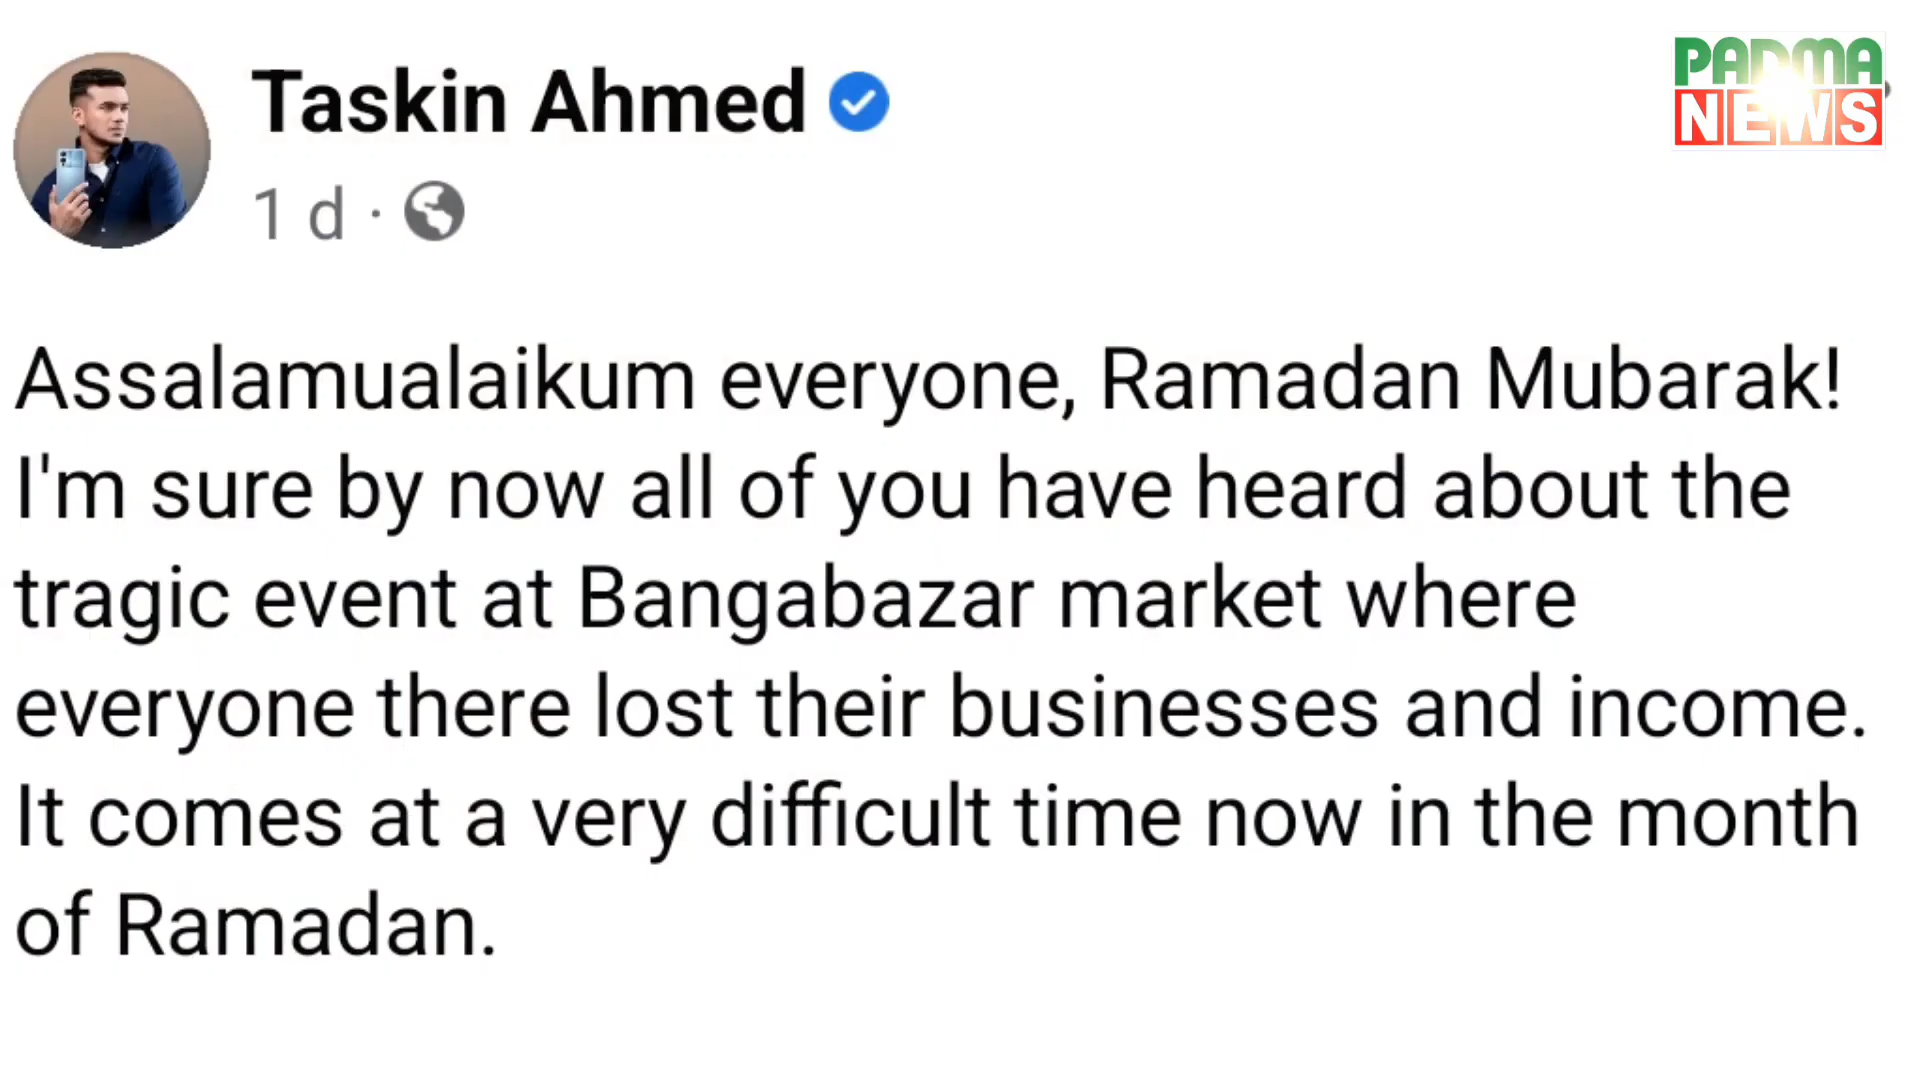 Taskin Ahmed
1 d ·
PADMA
NEWS
Assalamualaikum everyone, Ramadan Mubarak!
I'm sure by now all of you have heard about the
tragic event at Bangabazar market where
everyone there lost their businesses and income.
It comes at a very difficult time now in the month
of Ramadan.